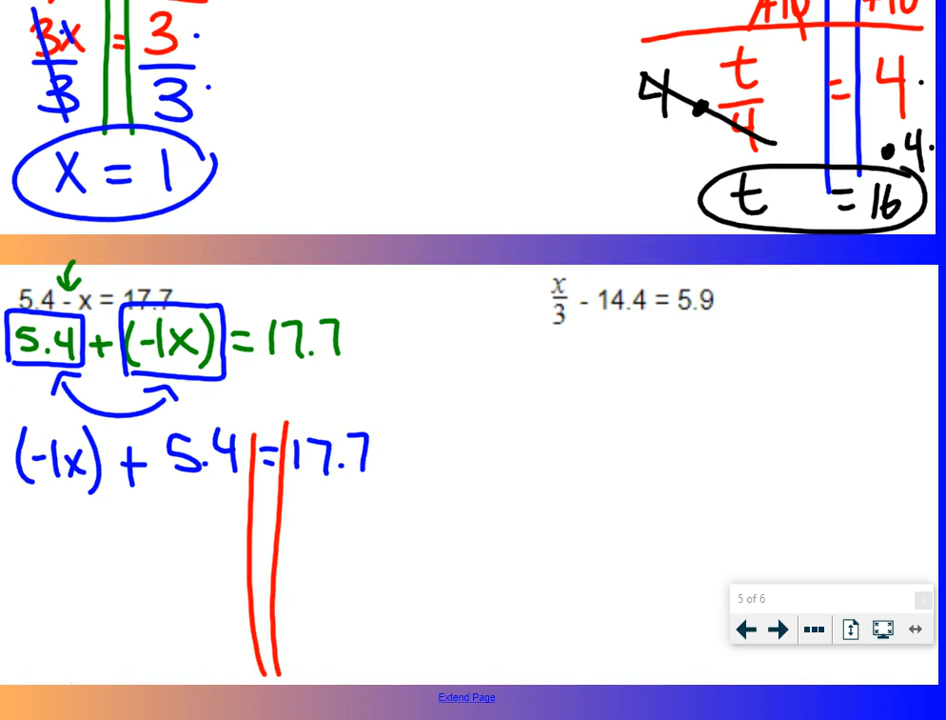 3x = 3
3 3
x = 1
+10 +10
4 · t = 4
4 · 4
t = 16
5.4 - x = 17.7
5.4 + (-1x) = 17.7
(-1x) + 5.4 = 17.7
x
3 - 14.4 = 5.9
5 of 6
Extend Page